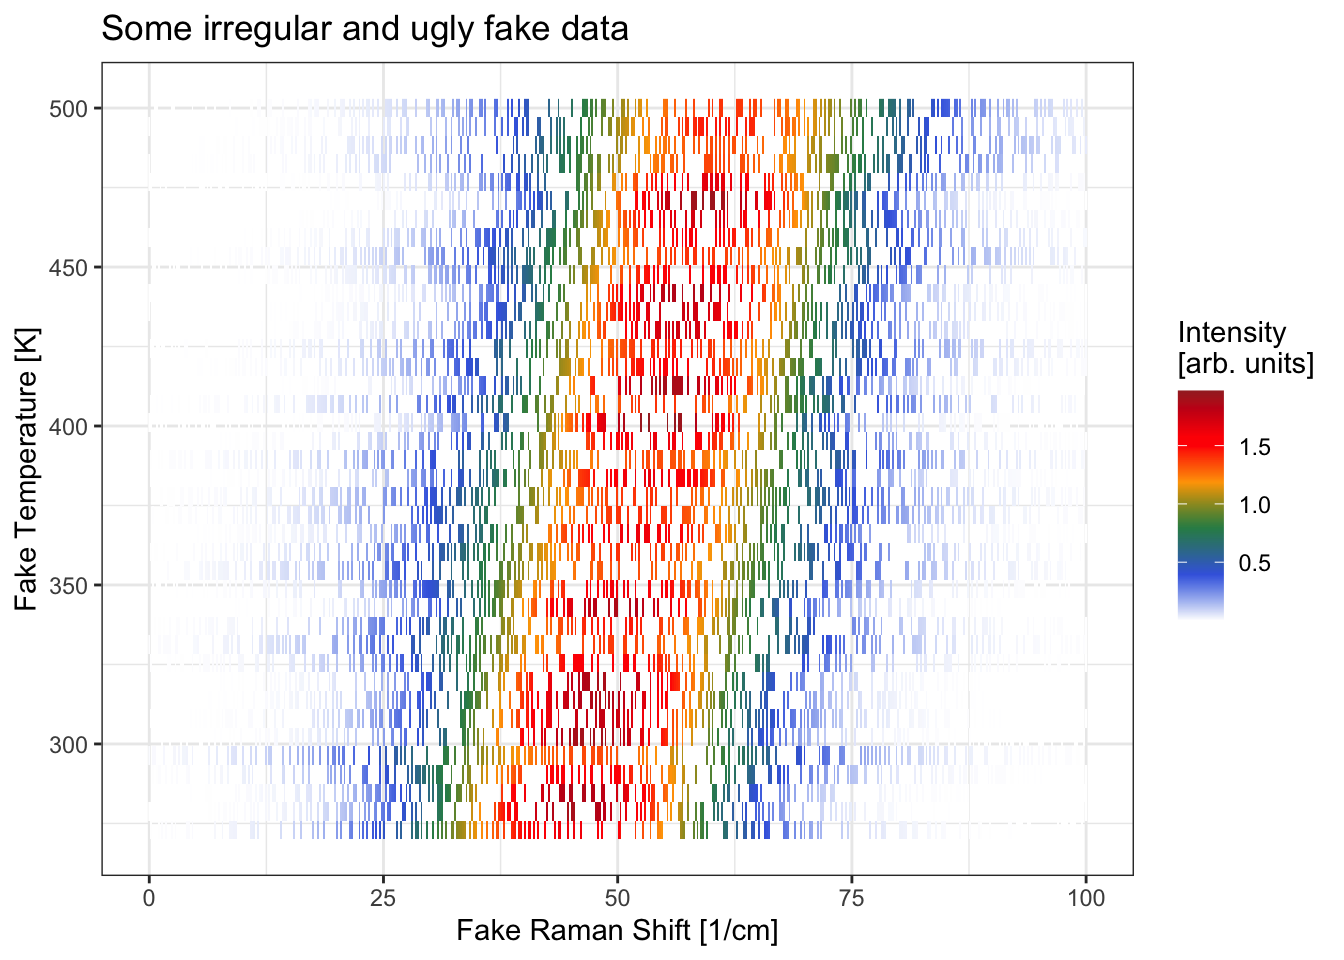 Some irregular and ugly fake data
500
450
400
350
300
Fake Temperature [K]
0
25
50
75
100
Fake Raman Shift [1/cm]
Intensity
[arb. units]
1.5
1.0
0.5